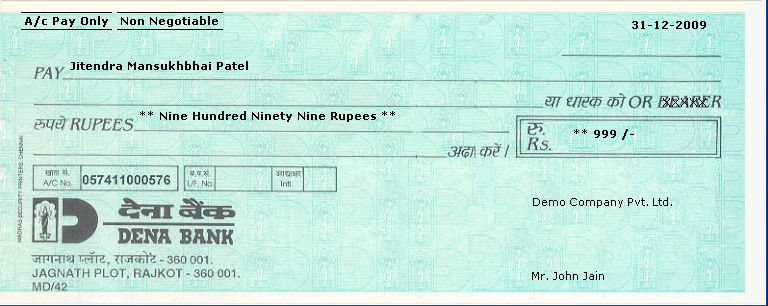 A/c Pay Only Non Negotiable
31-12-2009
PAY Jitendra Mansukhbhai Patel
या धारक को OR BEARER
रुपये RUPEES ** Nine Hundred Ninety Nine Rupees **
रु.
Rs. ** 999 /-
अदा करें।
खाता सं.
A/C No. 057411000576
ब.प.सं.
L/F. No.
आद्याक्षर
Intl.
MADRAS SECURITY PRINTERS, CHENNAI
देना बैंक
DENA BANK
Demo Company Pvt. Ltd.
जागनाथ प्लॉट, राजकोट - 360 001.
JAGNATH PLOT, RAJKOT - 360 001.
MD/42
Mr. John Jain